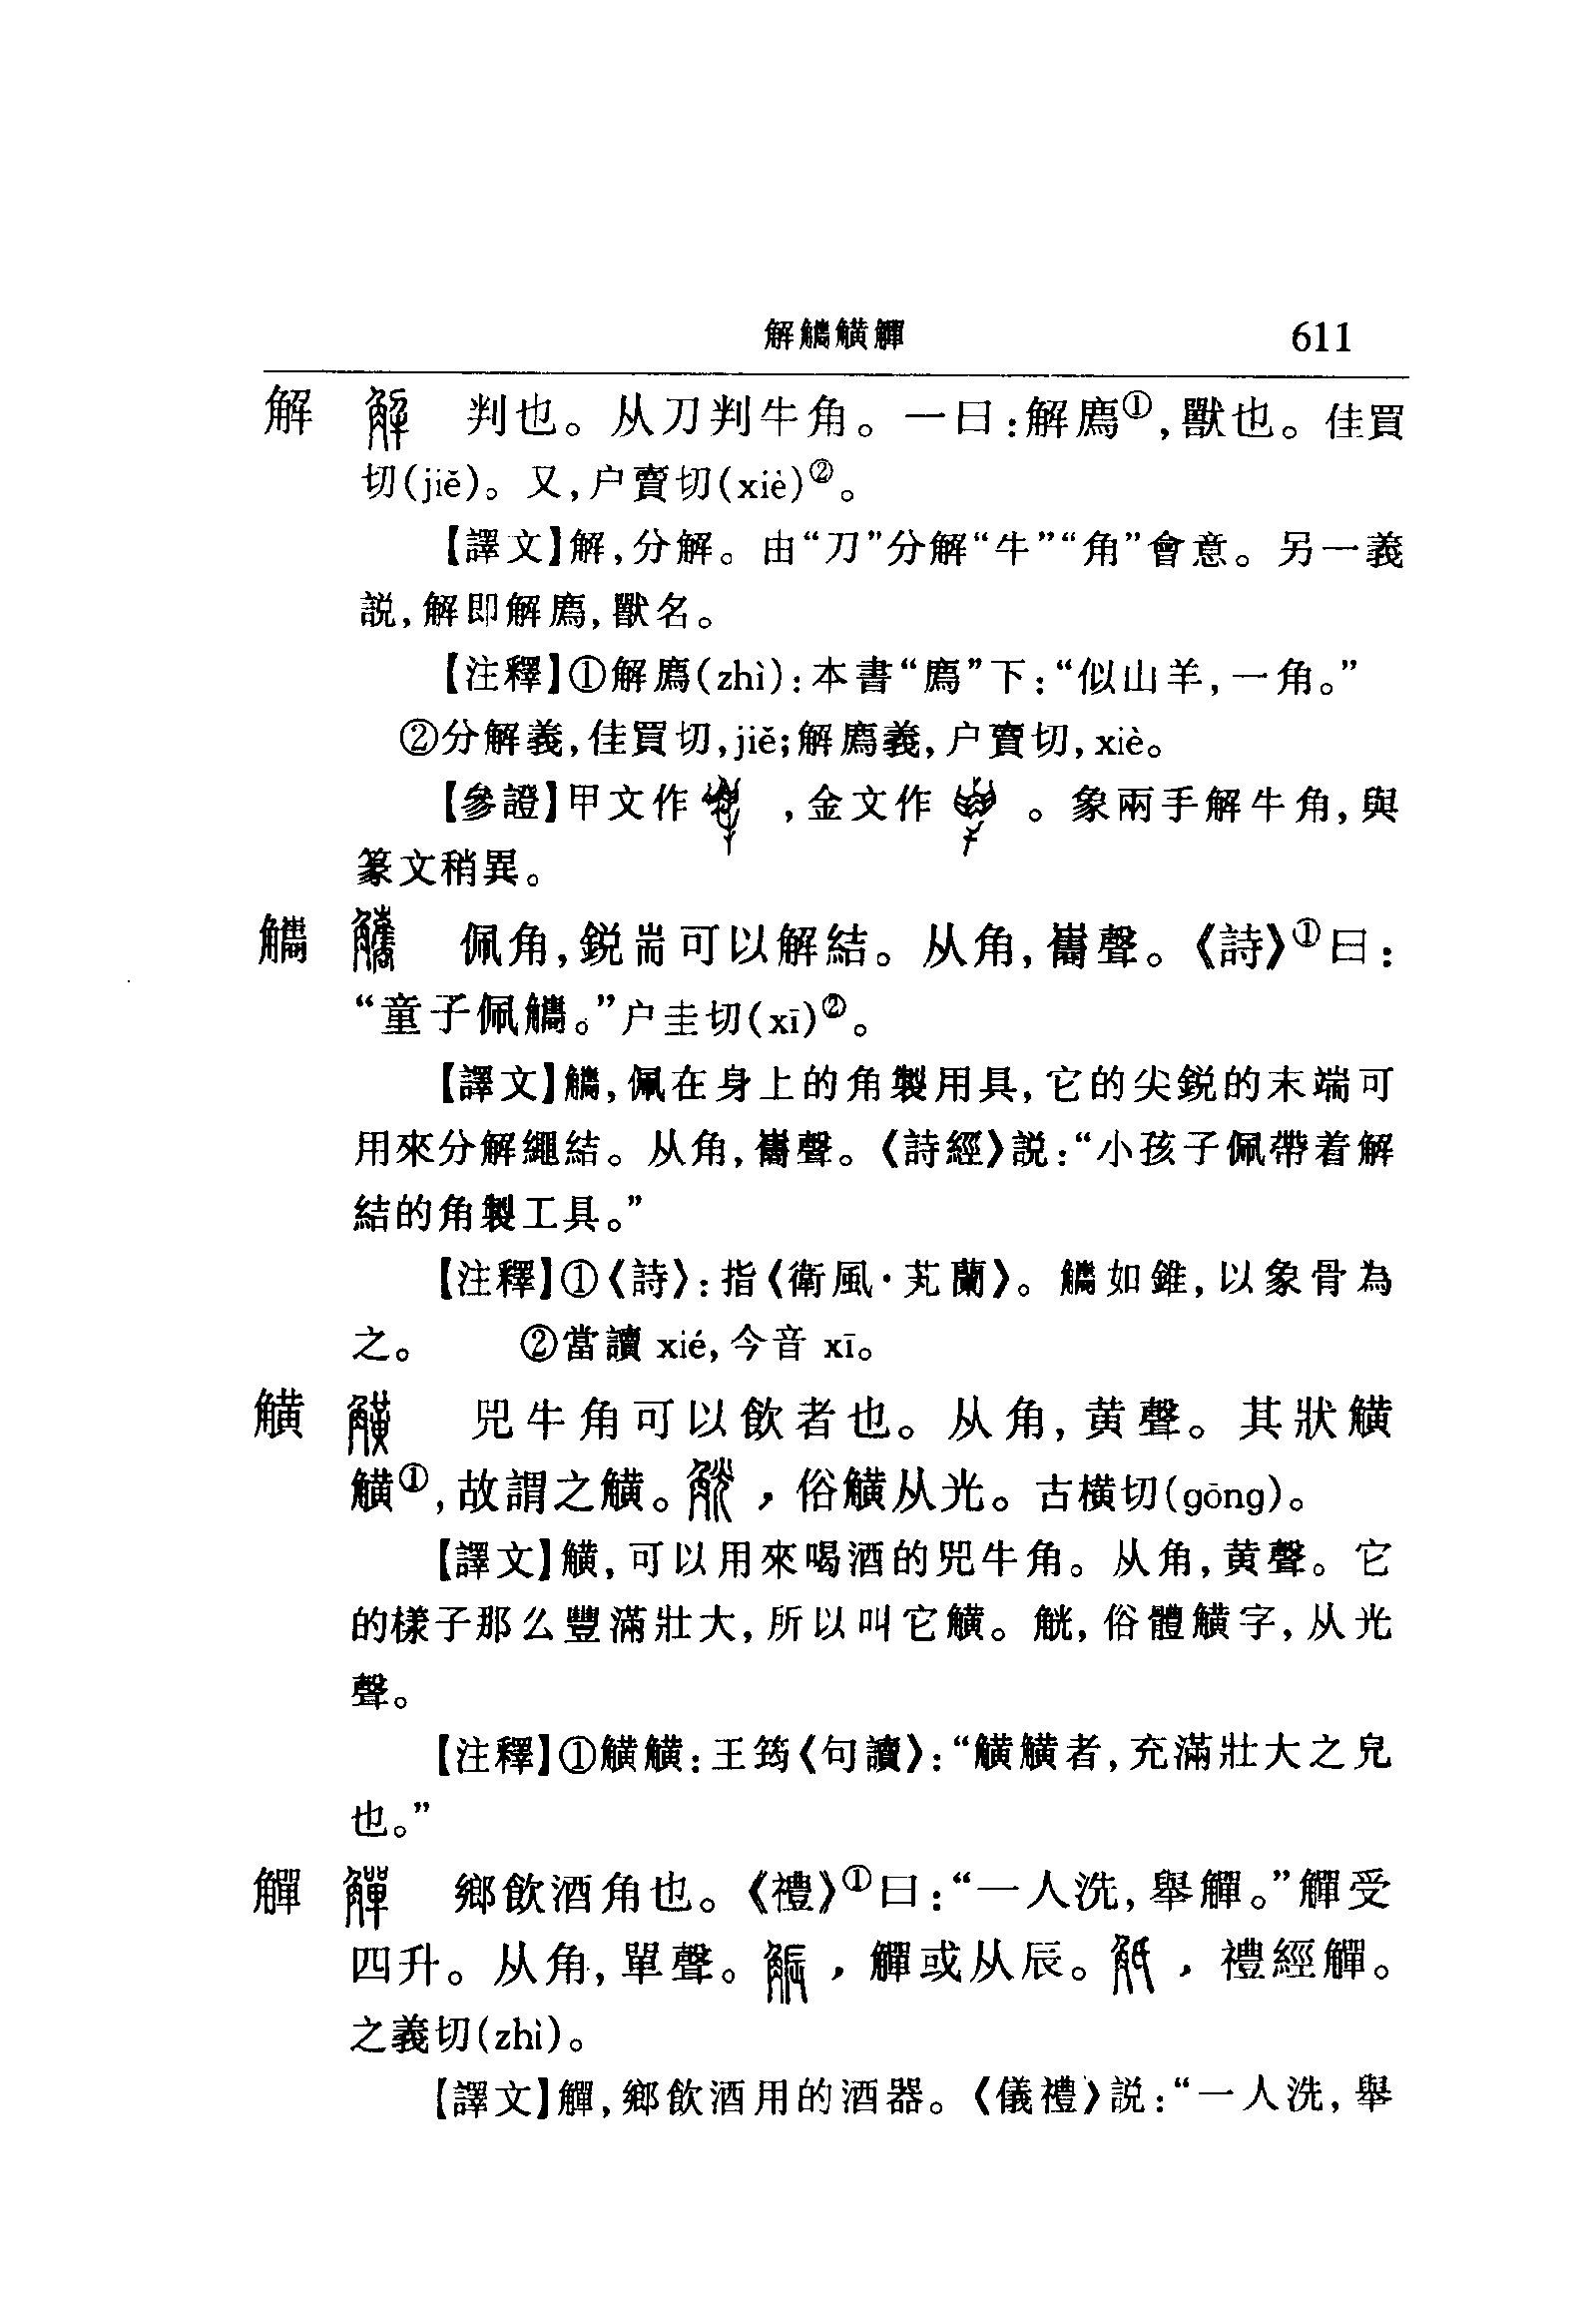 解觿觵觶 611
解 判也。从刀判牛角。一曰:解廌①,獸也。佳買
切(jiě)。又,户賣切(xiè)②。
【譯文】解,分解。由“刀”分解“牛”“角”會意。另一義
説,解即解廌,獸名。
【注釋】①解廌(zhì):本書“廌”下:“似山羊,一角。”
②分解義,佳買切,jiě;解廌義,户賣切,xiè。
【參證】甲文作 ,金文作 。象兩手解牛角,與
篆文稍異。
觿 佩角,鋭耑可以解結。从角,巂聲。《詩》①曰:
“童子佩觿。”户圭切(xī)②。
【譯文】觿,佩在身上的角製用具,它的尖鋭的末端可
用來分解繩結。从角,巂聲。《詩經》説:“小孩子佩帶着解
結的角製工具。”
【注釋】①《詩》:指《衛風·芄蘭》。觿如錐,以象骨為
之。 ②當讀 xié,今音 xī。
觵 兕牛角可以飲者也。从角,黄聲。其狀觵
觵①,故謂之觵。 ,俗觵从光。古橫切(gōng)。
【譯文】觵,可以用來喝酒的兕牛角。从角,黄聲。它
的樣子那么豐滿壯大,所以叫它觵。觥,俗體觵字,从光
聲。
【注釋】①觵觵:王筠《句讀》:“觵觵者,充滿壯大之皃
也。”
觶 鄉飲酒角也。《禮》①曰:“一人洗,舉觶。”觶受
四升。从角,單聲。 ,觶或从辰。 ,禮經觶。
之義切(zhì)。
【譯文】觶,鄉飲酒用的酒器。《儀禮》説:“一人洗,舉